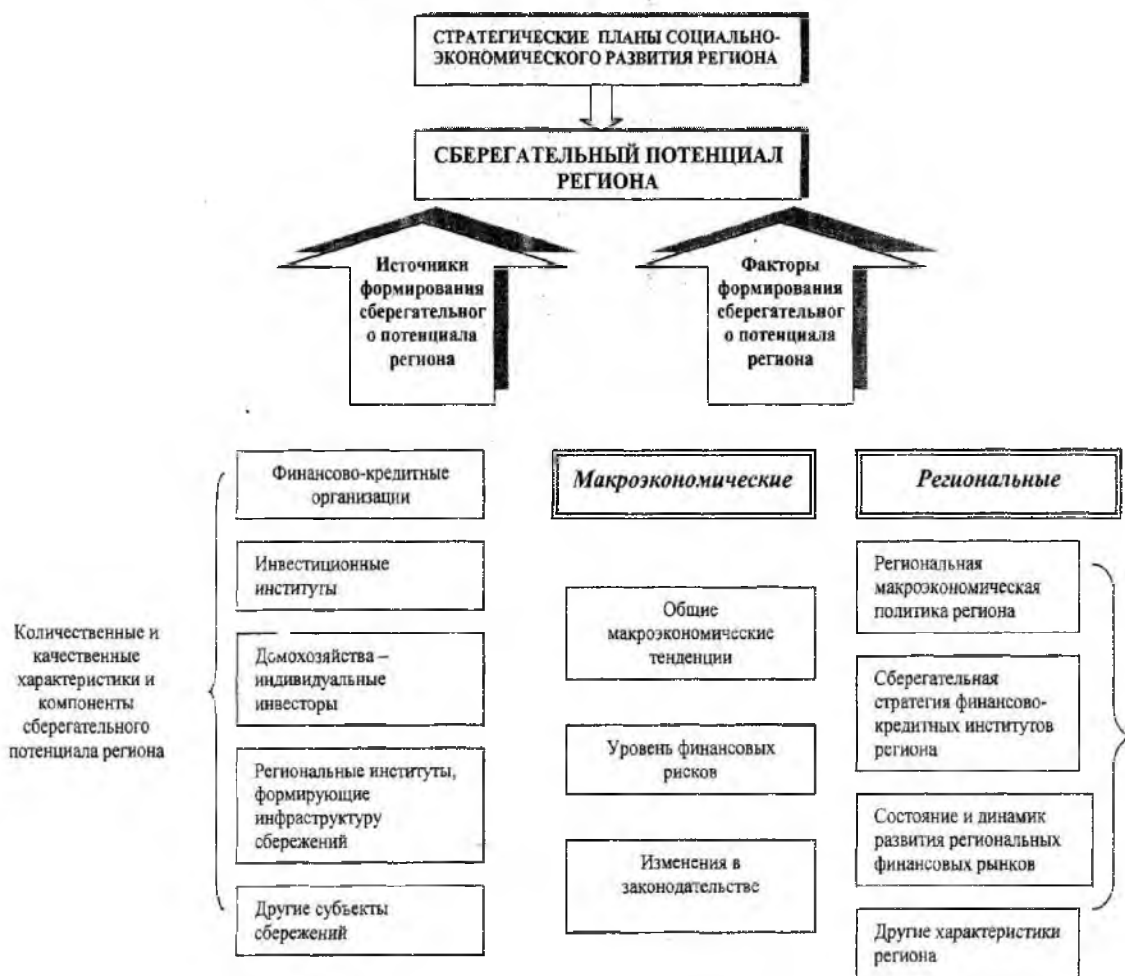 СТРАТЕГИЧЕСКИЕ ПЛАНЫ СОЦИАЛЬНО-
ЭКОНОМИЧЕСКОГО РАЗВИТИЯ РЕГИОНА
СБЕРЕГАТЕЛЬНЫЙ ПОТЕНЦИАЛ
РЕГИОНА
Источники
формирования
сберегательног
о потенциала
региона
Факторы
формирования
сберегательног
о потенциала
региона
Количественные и
качественные
характеристики и
компоненты
сберегательного
потенциала региона
Финансово-кредитные
организации
Инвестиционные
институты
Домохозяйства –
индивидуальные
инвесторы
Региональные институты,
формирующие
инфраструктуру
сбережений
Другие субъекты
сбережений
Макроэкономические
Общие
макроэкономические
тенденции
Уровень финансовых
рисков
Изменения в
законодательстве
Региональные
Региональная
макроэкономическая
политика региона
Сберегательная
стратегия финансово-
кредитных институтов
региона
Состояние и динамик
развития региональных
финансовых рынков
Другие характеристики
региона